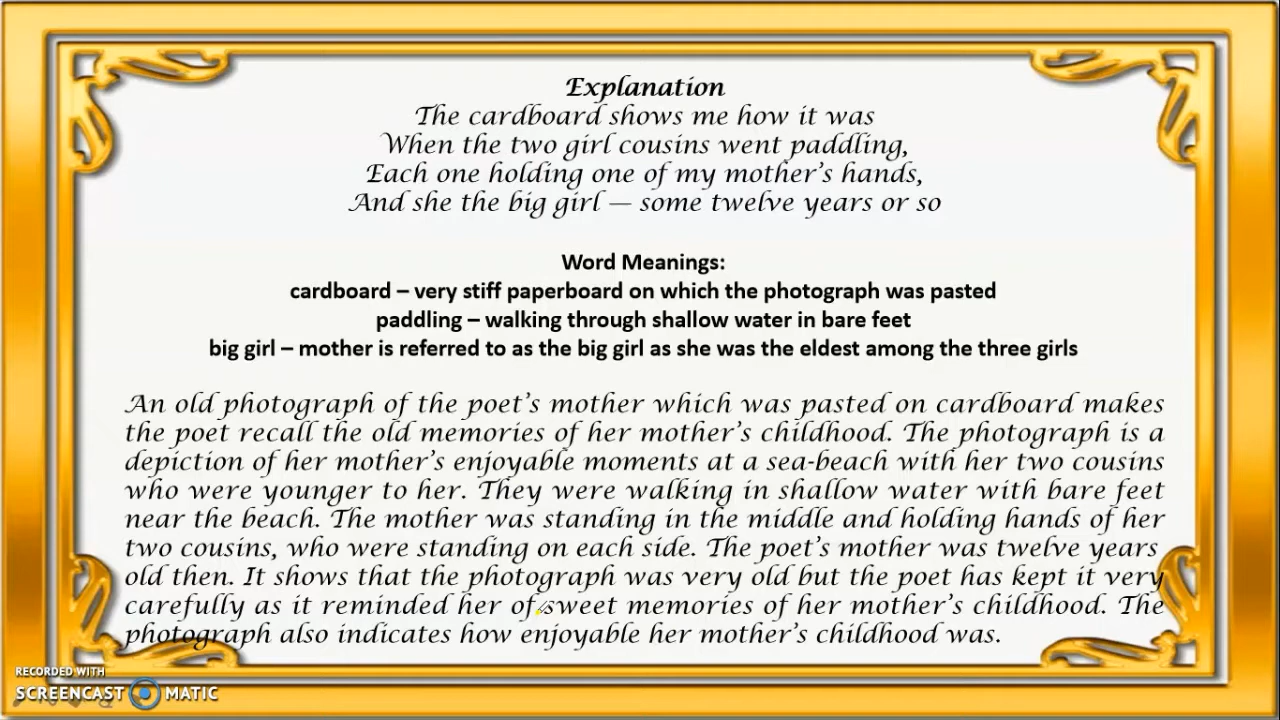 Explanation
The cardboard shows me how it was
When the two girl cousins went paddling,
Each one holding one of my mother's hands,
And she the big girl — some twelve years or so
Word Meanings:
cardboard – very stiff paperboard on which the photograph was pasted
paddling – walking through shallow water in bare feet
big girl – mother is referred to as the big girl as she was the eldest among the three girls
An old photograph of the poet's mother which was pasted on cardboard makes
the poet recall the old memories of her mother's childhood. The photograph is a
depiction of her mother's enjoyable moments at a sea-beach with her two cousins
who were younger to her. They were walking in shallow water with bare feet
near the beach. The mother was standing in the middle and holding hands of her
two cousins, who were standing on each side. The poet's mother was twelve years
old then. It shows that the photograph was very old but the poet has kept it very
carefully as it reminded her of sweet memories of her mother's childhood. The
photograph also indicates how enjoyable her mother's childhood was.
RECORDED WITH
SCREENCAST MATIC